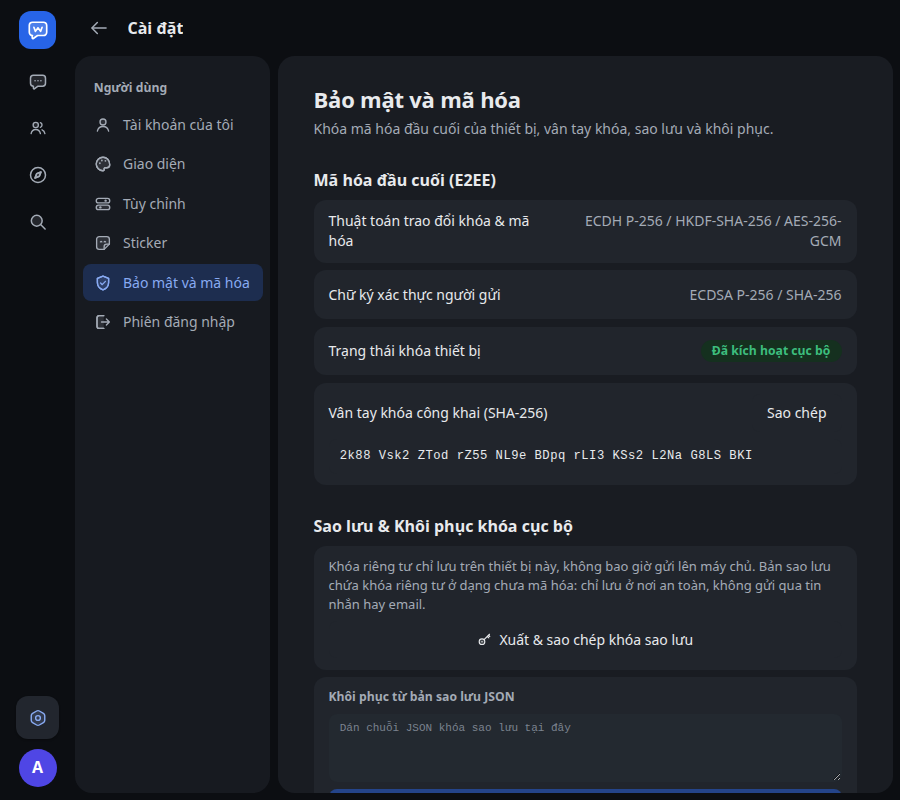 Cài đặt
Người dùng
Tài khoản của tôi
Giao diện
Tùy chỉnh
Sticker
Bảo mật và mã hóa
Phiên đăng nhập
A
Bảo mật và mã hóa
Khóa mã hóa đầu cuối của thiết bị, vân tay khóa, sao lưu và khôi phục.
Mã hóa đầu cuối (E2EE)
Thuật toán trao đổi khóa & mã
hóa
ECDH P-256 / HKDF-SHA-256 / AES-256-
GCM
Chữ ký xác thực người gửi
ECDSA P-256 / SHA-256
Trạng thái khóa thiết bị
Đã kích hoạt cục bộ
Vân tay khóa công khai (SHA-256)
Sao chép
2k88 Vsk2 ZTod rZ55 NL9e BDpq rLI3 KSs2 L2Na G8LS BKI
Sao lưu & Khôi phục khóa cục bộ
Khóa riêng tư chỉ lưu trên thiết bị này, không bao giờ gửi lên máy chủ. Bản sao lưu
chứa khóa riêng tư ở dạng chưa mã hóa: chỉ lưu ở nơi an toàn, không gửi qua tin
nhắn hay email.
Xuất & sao chép khóa sao lưu
Khôi phục từ bản sao lưu JSON
Dán chuỗi JSON khóa sao lưu tại đây